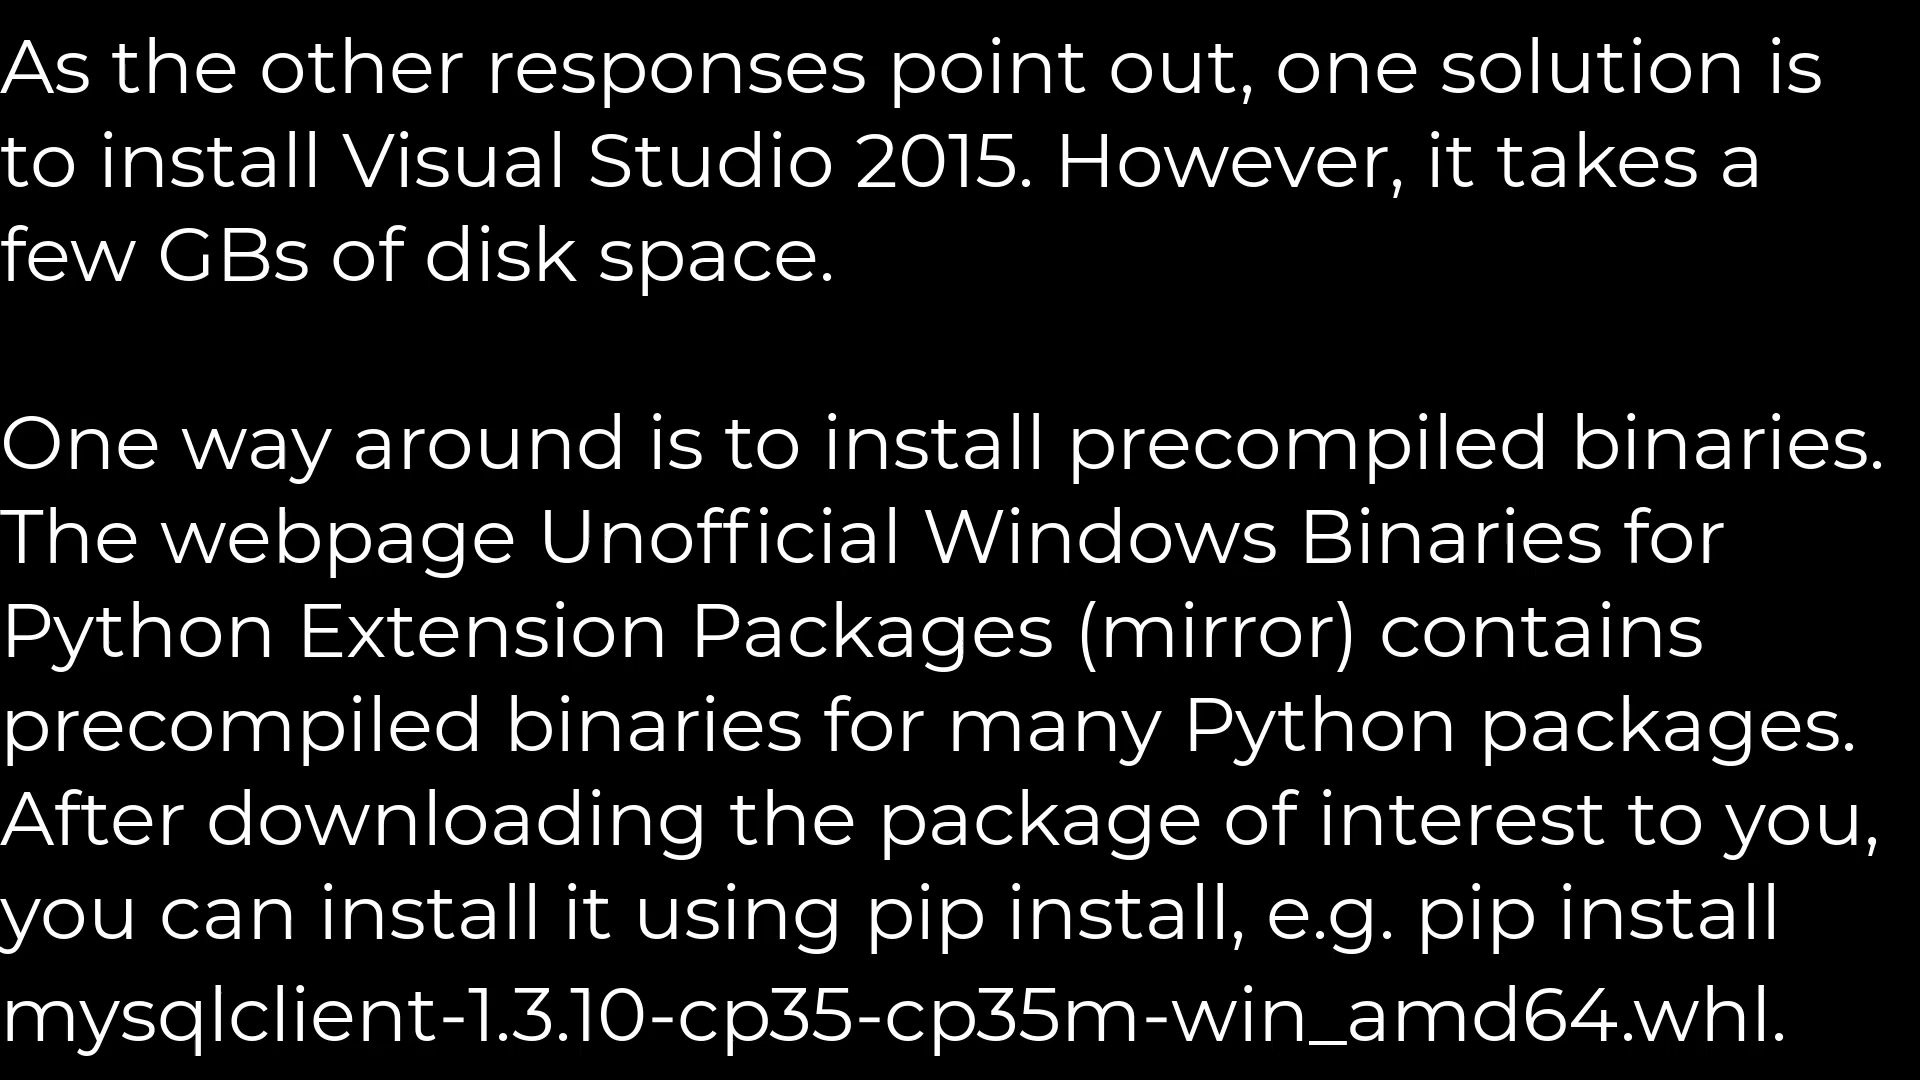 As the other responses point out, one solution is
to install Visual Studio 2015. However, it takes a
few GBs of disk space.
One way around is to install precompiled binaries.
The webpage Unofficial Windows Binaries for
Python Extension Packages (mirror) contains
precompiled binaries for many Python packages.
After downloading the package of interest to you,
you can install it using pip install, e.g. pip install
mysqlclient-1.3.10-cp35-cp35m-win_amd64.whl.